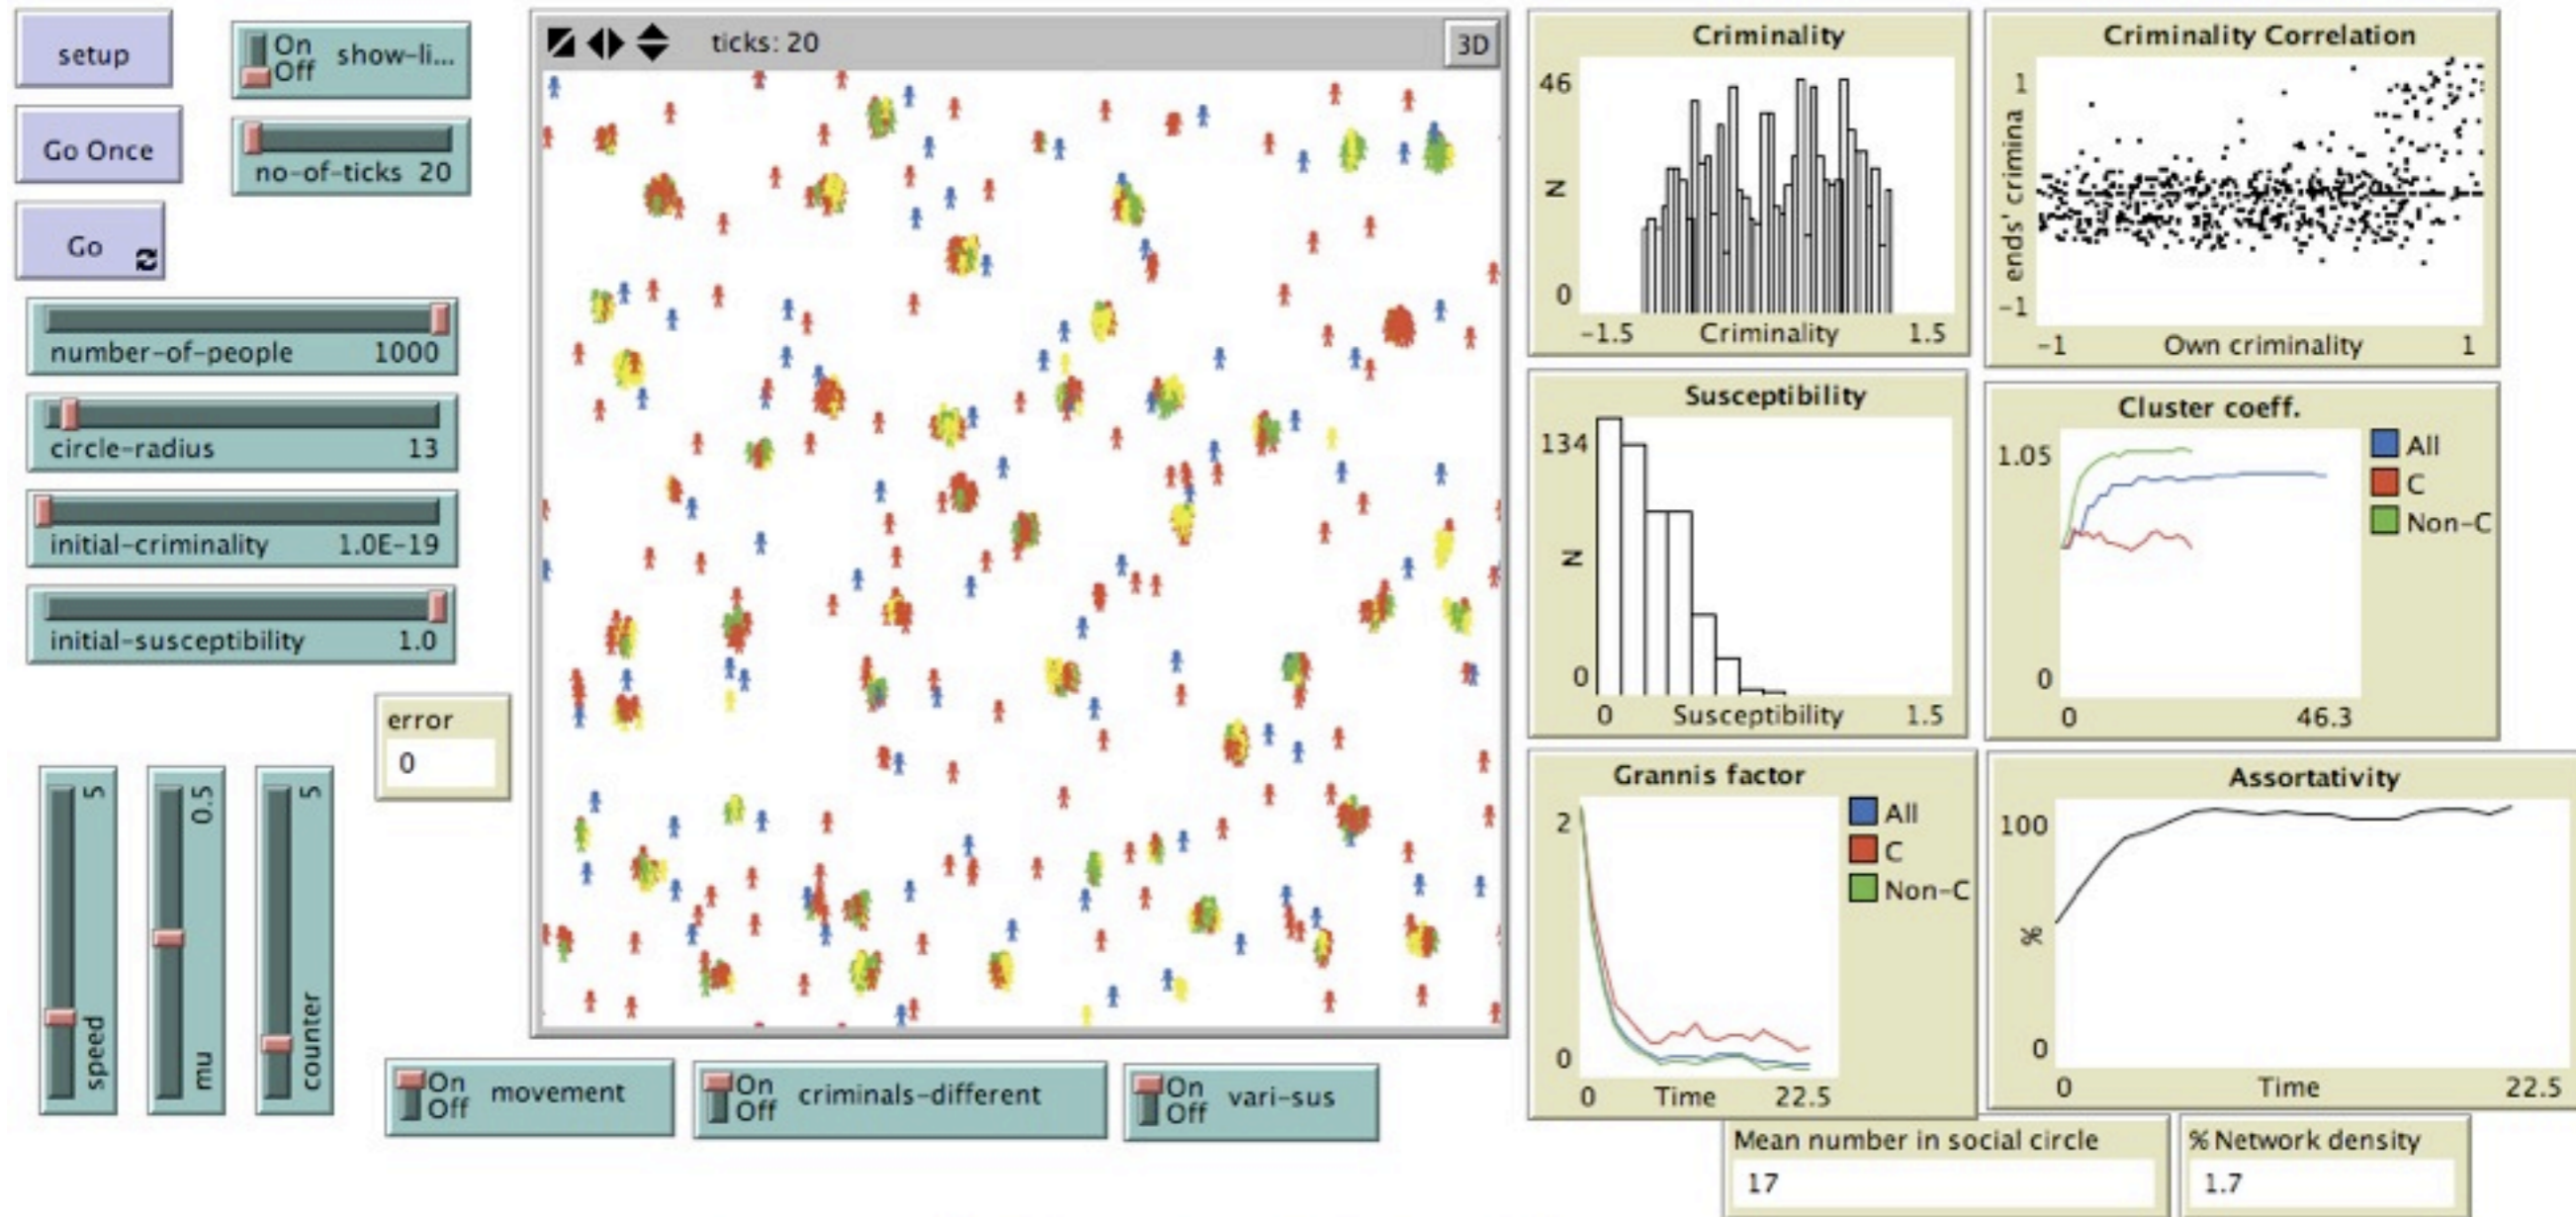 setup
On
Off
show-li...
Go Once
no-of-ticks 20
Go
number-of-people 1000
circle-radius 13
initial-criminality 1.0E-19
initial-susceptibility 1.0
error
0
5
speed
0.5
mu
5
counter
ticks: 20
3D
On
Off
movement
On
Off
criminals-different
On
Off
vari-sus
Criminality
46
N
0
-1.5 Criminality 1.5
Criminality Correlation
1
ends' crimina
-1
-1 Own criminality 1
Susceptibility
134
N
0
0 Susceptibility 1.5
Cluster coeff.
1.05
0
0 46.3
All
C
Non-C
Grannis factor
2
0
0 Time 22.5
All
C
Non-C
Assortativity
100
%
0
0 Time 22.5
Mean number in social circle
17
% Network density
1.7